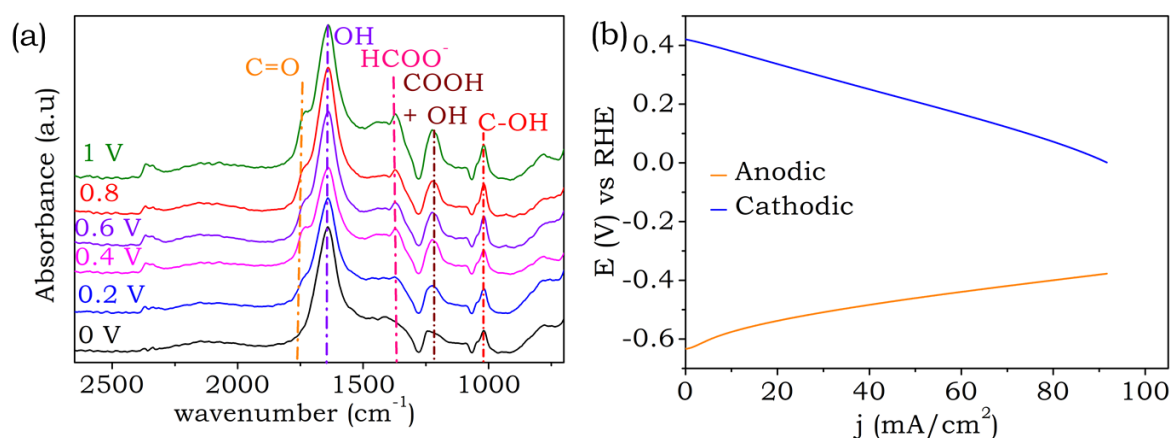 (a)
C=O
OH
HCOO-
COOH
+ OH
C-OH
1 V
0.8
0.6 V
0.4 V
0.2 V
0 V
Absorbance (a.u)
2500 2000 1500 1000
wavenumber (cm-1)
(b)
E (V) vs RHE
0.4
0.2
0.0
-0.2
-0.4
-0.6
Anodic
Cathodic
0 20 40 60 80 100
j (mA/cm2)